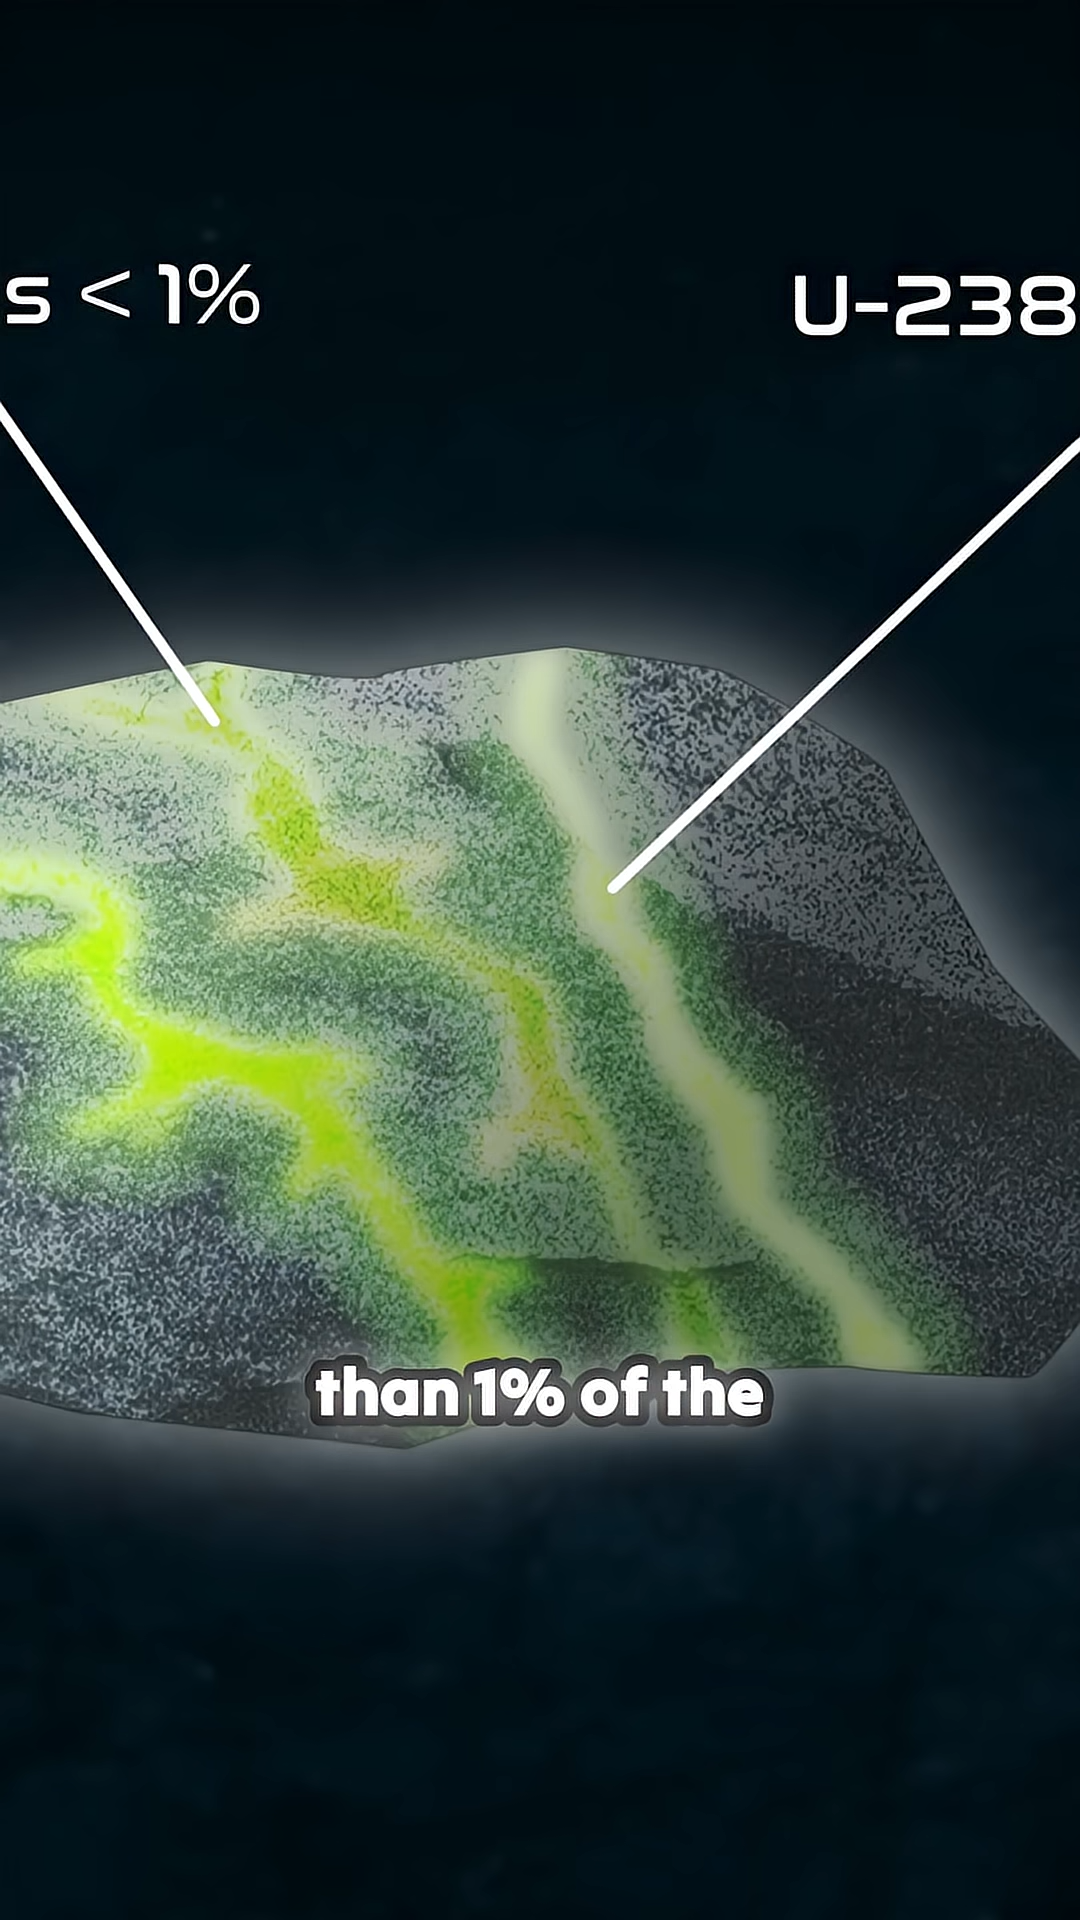 s < 1%
U-238
than 1% of the